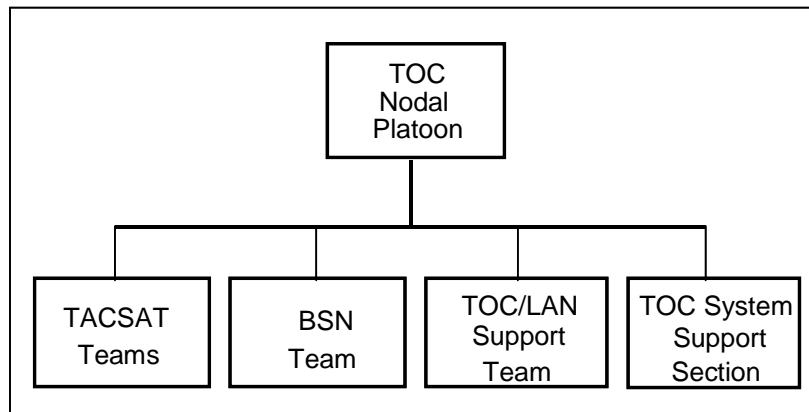 TOC
Nodal
Platoon
TACSAT
Teams
BSN
Team
TOC/LAN
Support
Team
TOC System
Support
Section